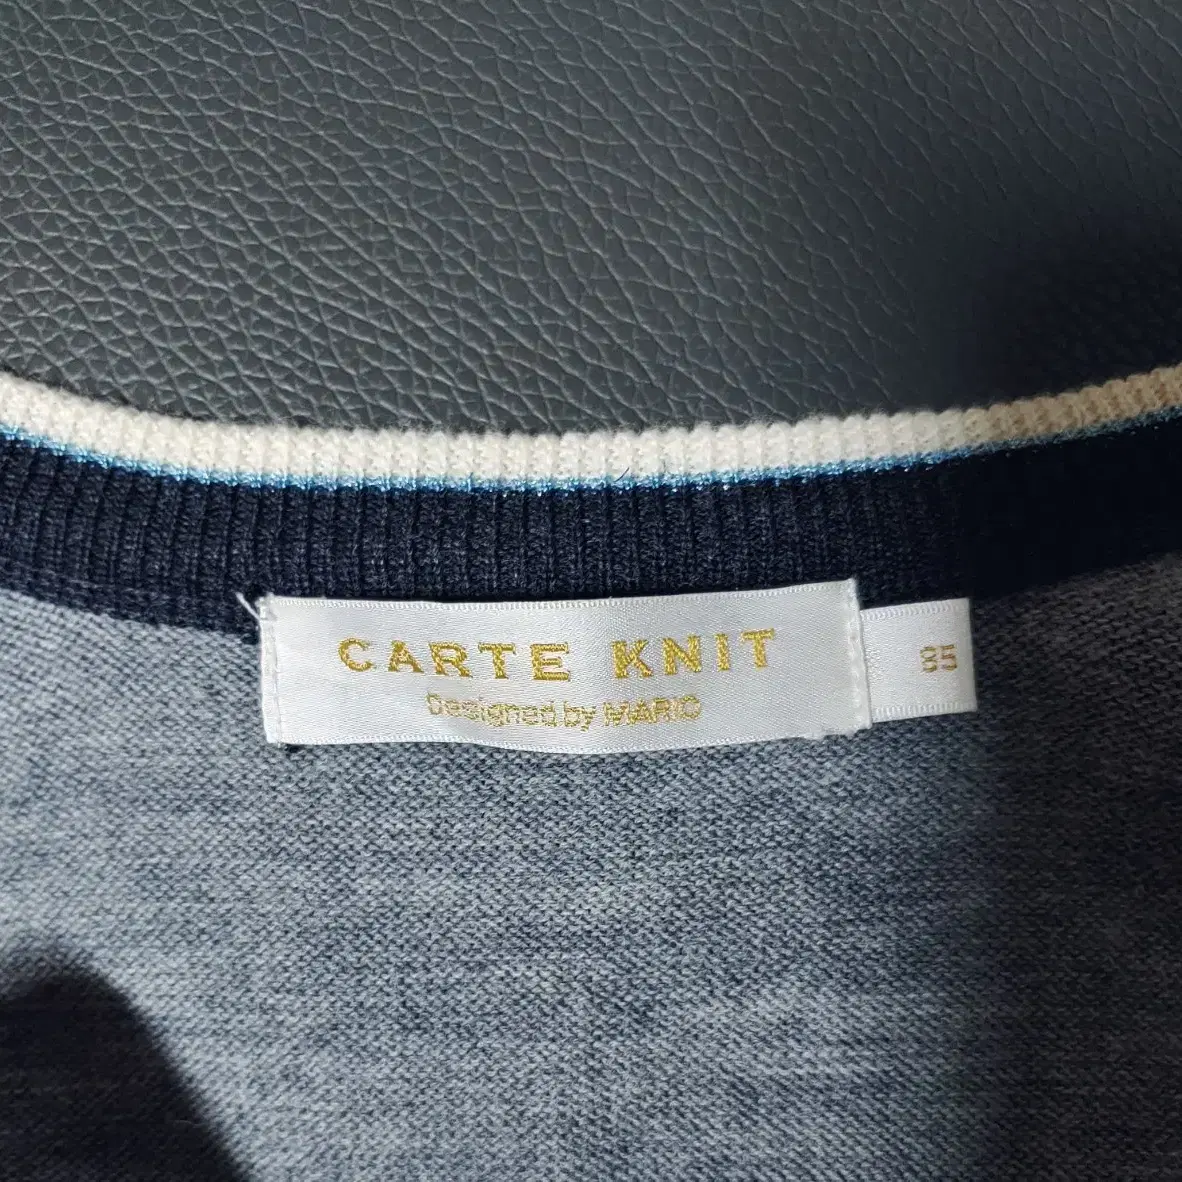 CARTE KNIT
Designed by MARIO
85